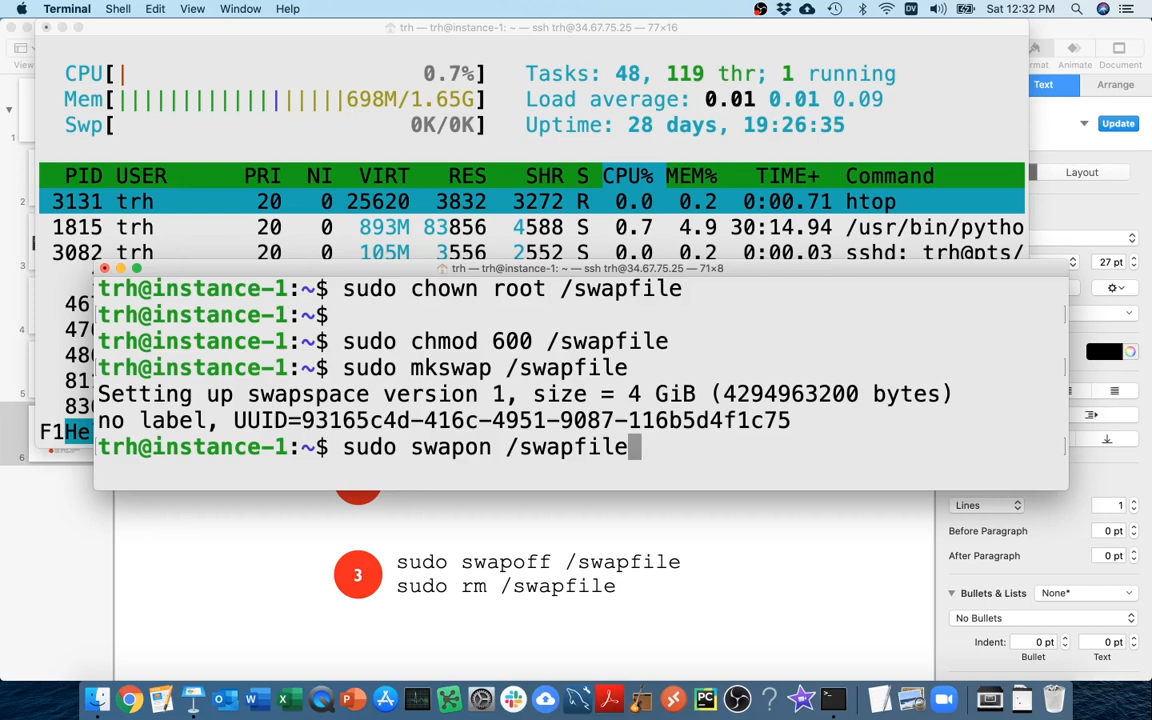 Terminal Shell Edit View Window Help Sat 12:32 PM
trh — trh@instance-1: ~ — ssh trh@34.67.75.25 — 77×16
View
Animate Document
CPU[| 0.7%] Tasks: 48, 119 thr; 1 running
Text Arrange
Mem[||||||||||||||||||698M/1.65G] Load average: 0.01 0.01 0.09
Swp[ 0K/0K] Uptime: 28 days, 19:26:35
Update
PID USER PRI NI VIRT RES SHR S CPU% MEM% TIME+ Command
Layout
3131 trh 20 0 25620 3832 3272 R 0.0 0.2 0:00.71 htop
1815 trh 20 0 893M 83856 4588 S 0.7 4.9 30:14.94 /usr/bin/pytho
3082 trh 20 0 105M 3556 2552 S 0.0 0.2 0:00.03 sshd: trh@pts/
27 pt
trh — trh@instance-1: ~ — ssh trh@34.67.75.25 — 71×8
trh@instance-1:~$ sudo chown root /swapfile
trh@instance-1:~$
trh@instance-1:~$ sudo chmod 600 /swapfile
trh@instance-1:~$ sudo mkswap /swapfile
Setting up swapspace version 1, size = 4 GiB (4294963200 bytes)
no label, UUID=93165c4d-416c-4951-9087-116b5d4f1c75
trh@instance-1:~$ sudo swapon /swapfile
F1He
Lines 1
Before Paragraph 0 pt
After Paragraph 0 pt
3
sudo swapoff /swapfile
sudo rm /swapfile
Bullets & Lists None*
No Bullets
Indent: 0 pt 0 pt
Bullet Text